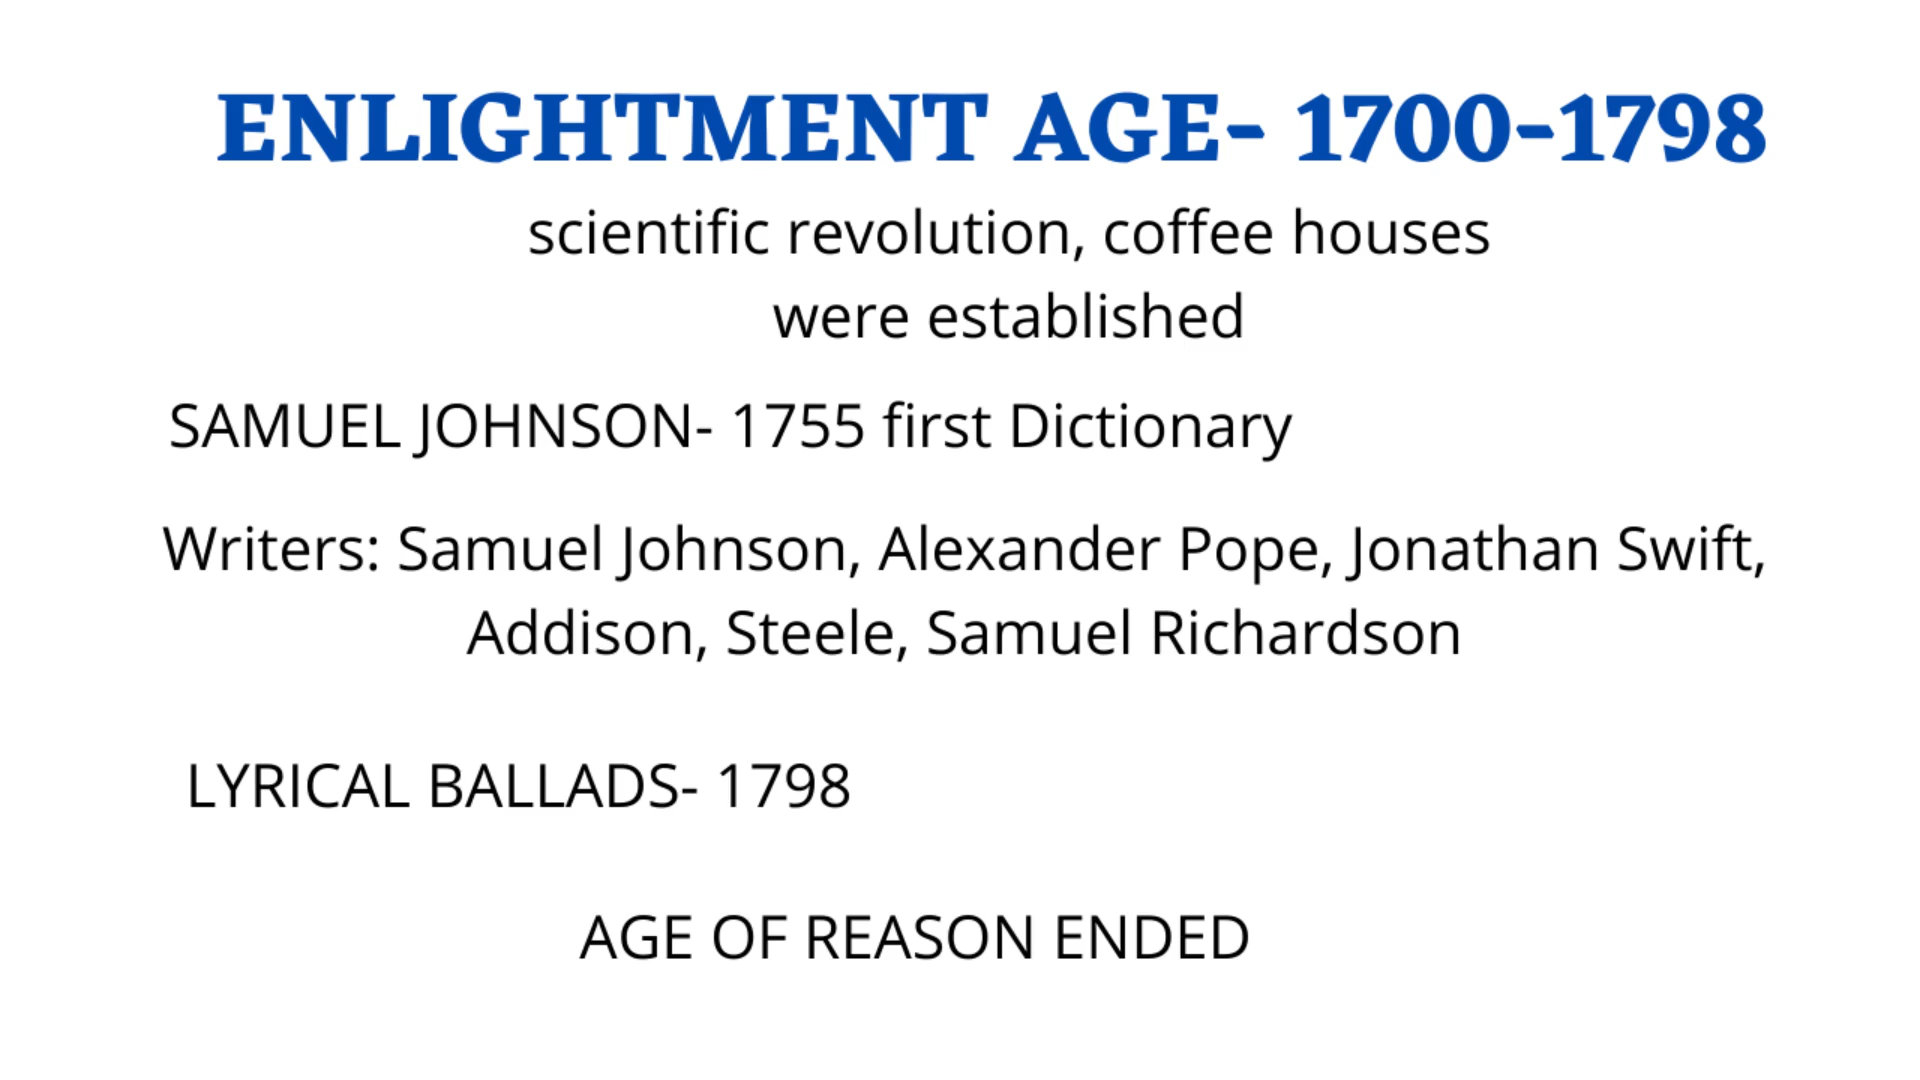 ENLIGHTMENT AGE- 1700-1798
scientific revolution, coffee houses
were established
SAMUEL JOHNSON- 1755 first Dictionary
Writers: Samuel Johnson, Alexander Pope, Jonathan Swift,
Addison, Steele, Samuel Richardson
LYRICAL BALLADS- 1798
AGE OF REASON ENDED